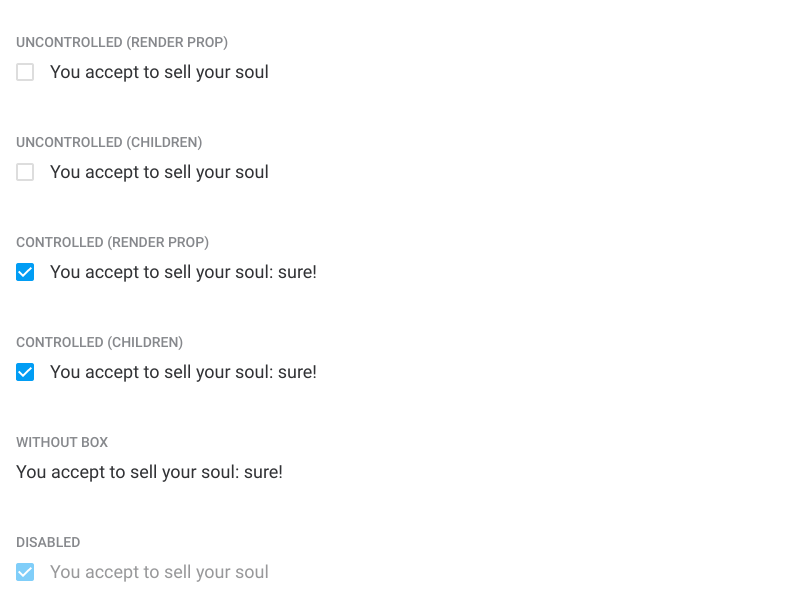 UNCONTROLLED (RENDER PROP)
You accept to sell your soul
UNCONTROLLED (CHILDREN)
You accept to sell your soul
CONTROLLED (RENDER PROP)
You accept to sell your soul: sure!
CONTROLLED (CHILDREN)
You accept to sell your soul: sure!
WITHOUT BOX
You accept to sell your soul: sure!
DISABLED
You accept to sell your soul